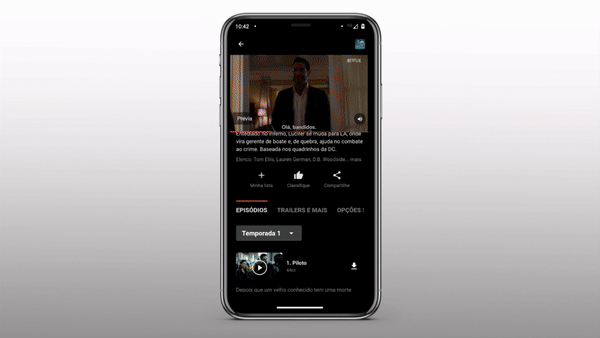 10:42
NETFLIX
Prévia
Olá, bandidos.
Entediado no inferno, Lúcifer se muda para LA, onde
vira gerente de boate e, de quebra, ajuda no combate
ao crime. Baseada nos quadrinhos da DC.
Elenco: Tom Ellis, Lauren German, D.B. Woodside... mais
Minha lista
Classifique
Compartilhe
EPISÓDIOS TRAILERS E MAIS OPÇÕES
Temporada 1
1. Piloto
Depois que um velho conhecido tem uma morte